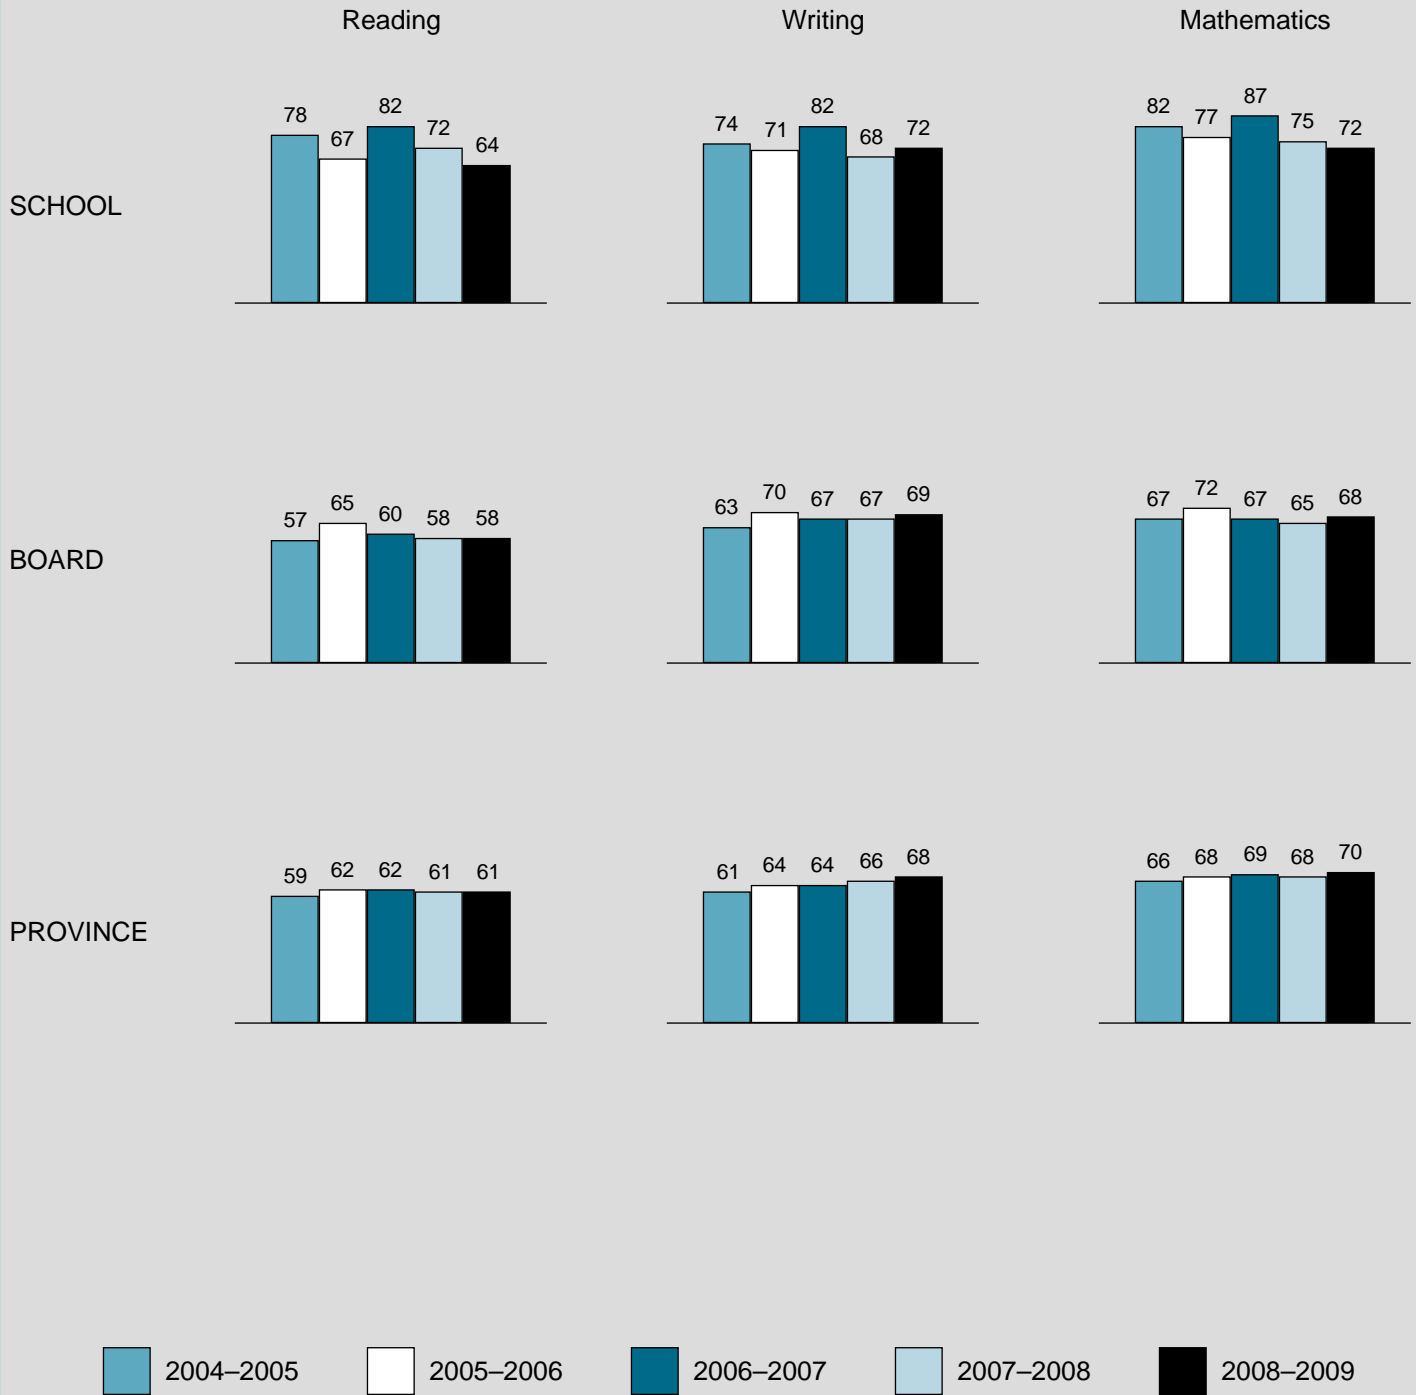 Reading Writing Mathematics
78 67 82 72 64
74 71 82 68 72
82 77 87 75 72
SCHOOL
57 65 60 58 58
63 70 67 67 69
67 72 67 65 68
BOARD
59 62 62 61 61
61 64 64 66 68
66 68 69 68 70
PROVINCE
2004–2005 2005–2006 2006–2007 2007–2008 2008–2009